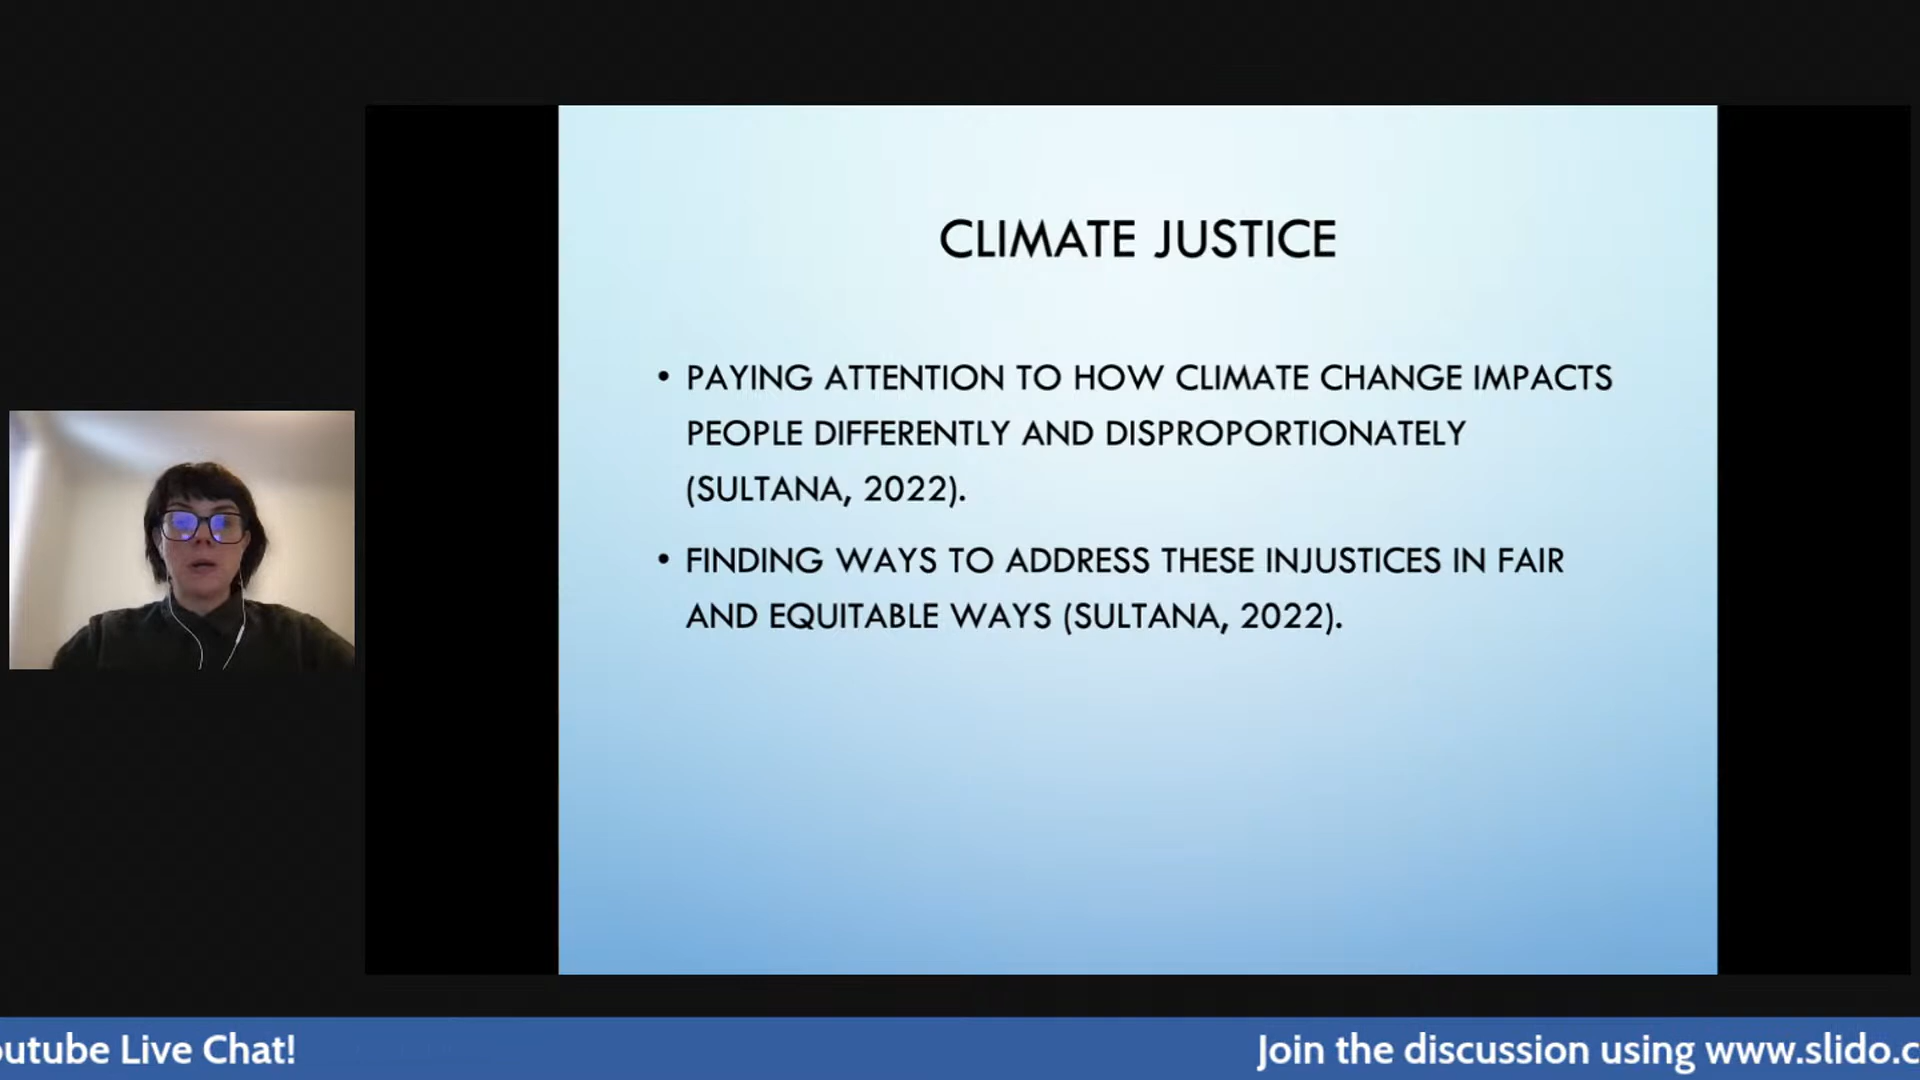 CLIMATE JUSTICE
• PAYING ATTENTION TO HOW CLIMATE CHANGE IMPACTS
PEOPLE DIFFERENTLY AND DISPROPORTIONATELY
(SULTANA, 2022).
• FINDING WAYS TO ADDRESS THESE INJUSTICES IN FAIR
AND EQUITABLE WAYS (SULTANA, 2022).
outube Live Chat! Join the discussion using www.slido.c